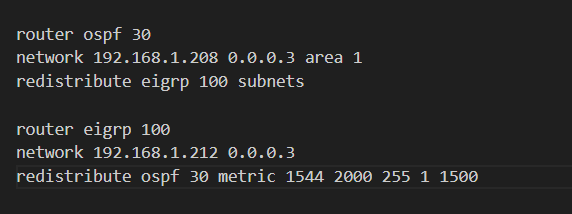 router ospf 30
network 192.168.1.208 0.0.0.3 area 1
redistribute eigrp 100 subnets
router eigrp 100
network 192.168.1.212 0.0.0.3
redistribute ospf 30 metric 1544 2000 255 1 1500